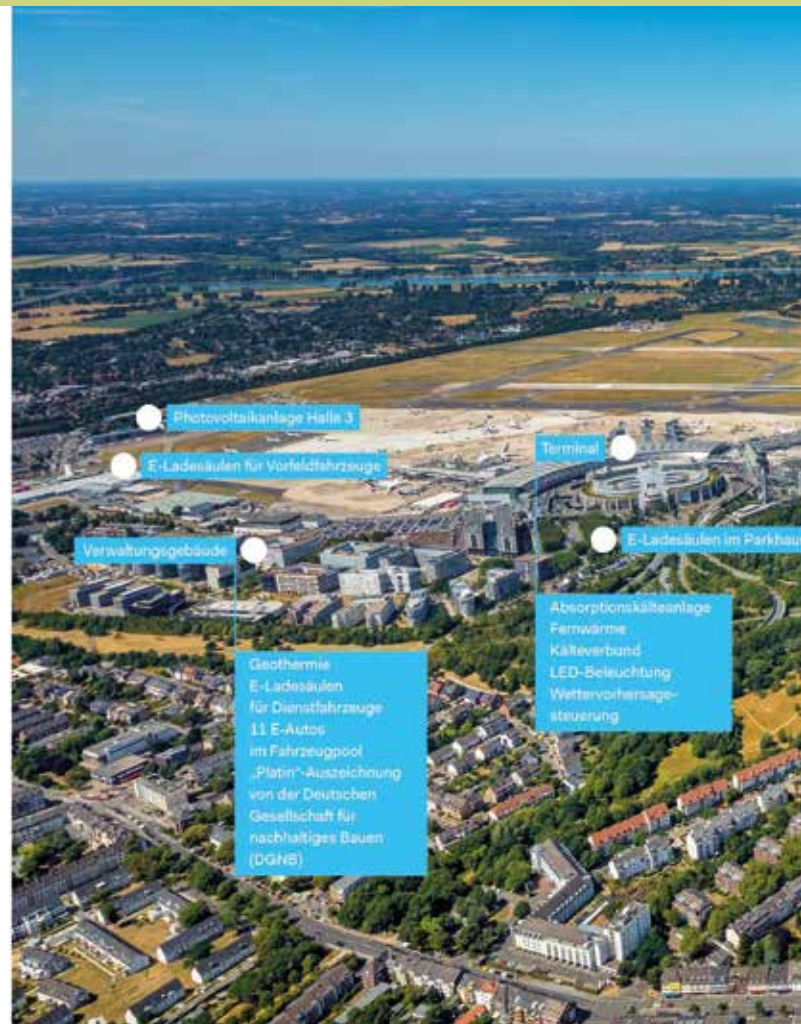 Photovoltaikanlage Halle 3
E-Ladesäulen für Vorfeldfahrzeuge
Terminal
Verwaltungsgebäude
E-Ladesäulen im Parkhaus
Absorptionskälteanlage
Fernwärme
Kälteverbund
LED-Beleuchtung
Wettervorhersage-
steuerung
Geothermie
E-Ladesäulen
für Dienstfahrzeuge
11 E-Autos
im Fahrzeugpool
„Platin“-Auszeichnung
von der Deutschen
Gesellschaft für
nachhaltiges Bauen
(DGNB)